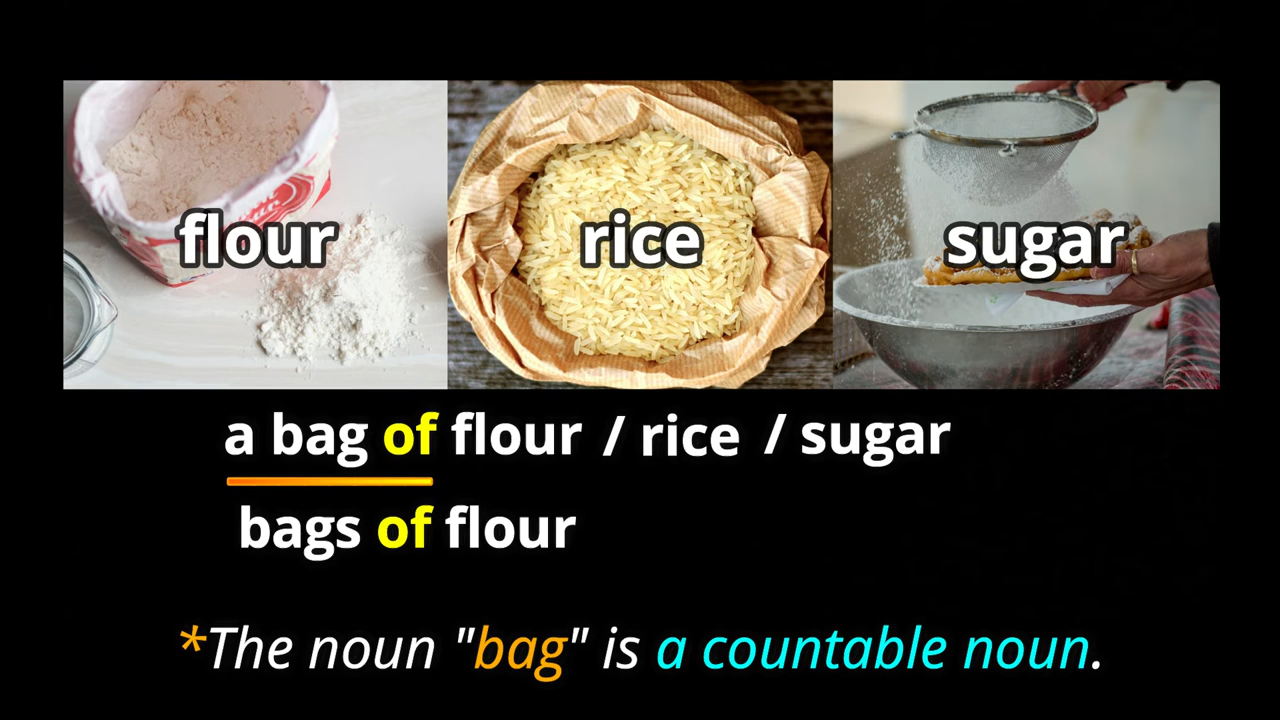 flour
rice
sugar
a bag of flour / rice / sugar
bags of flour
*The noun "bag" is a countable noun.